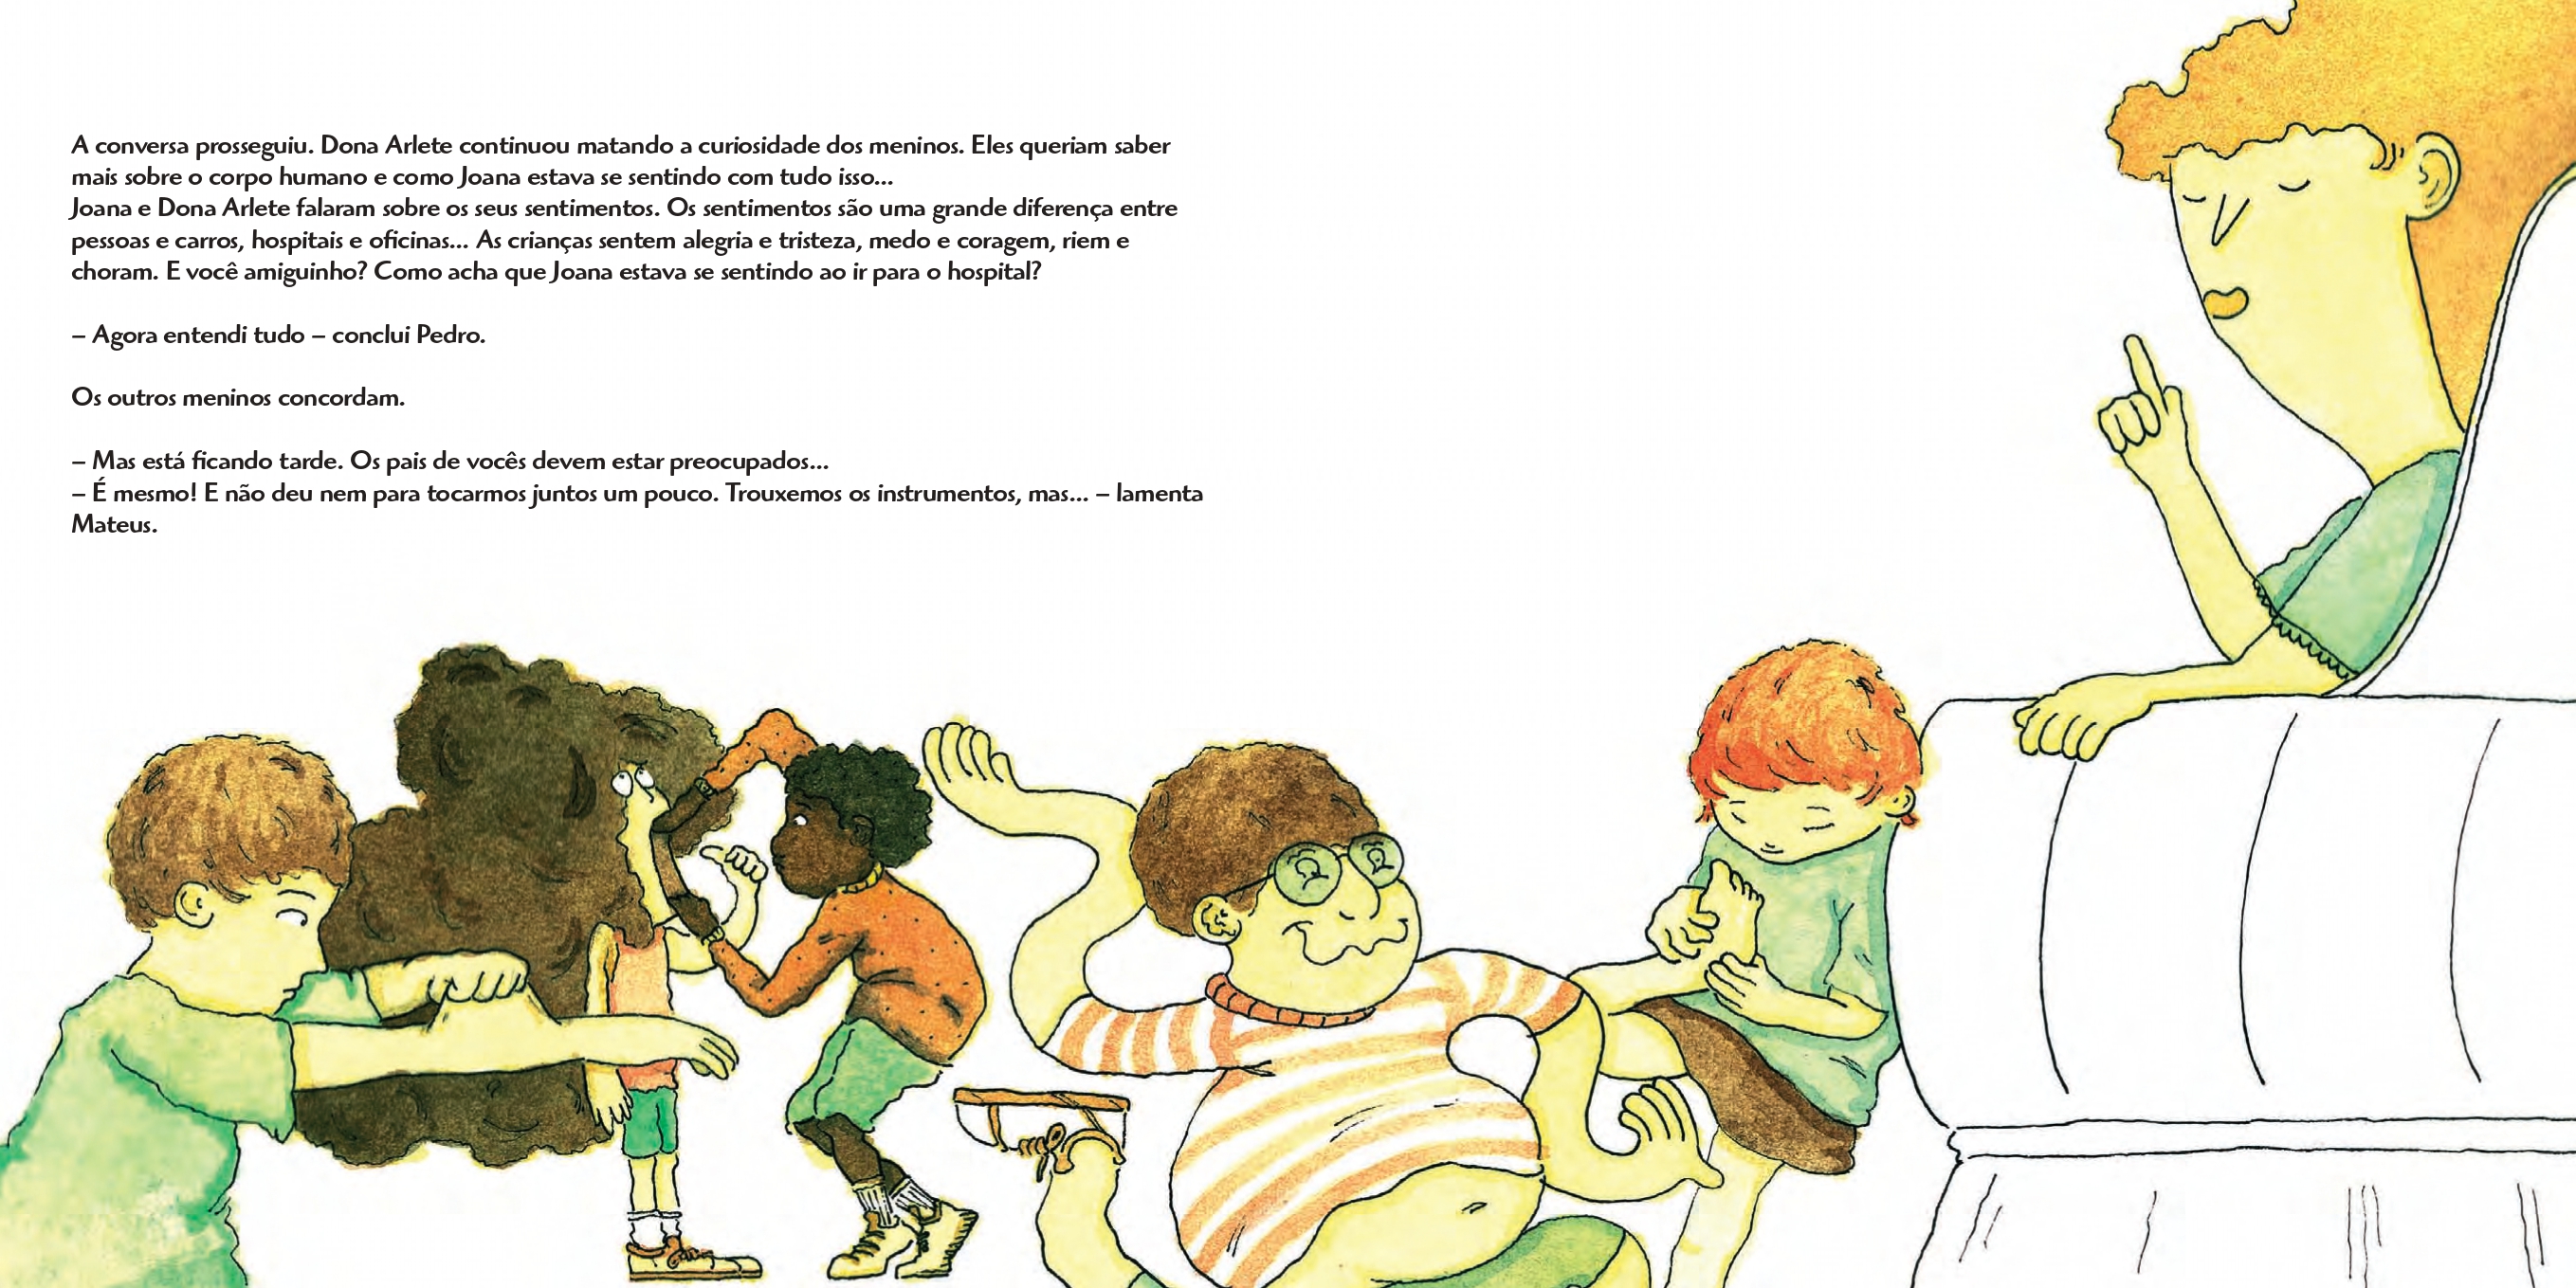 A conversa prosseguiu. Dona Arlete continuou matando a curiosidade dos meninos. Eles queriam saber
mais sobre o corpo humano e como Joana estava se sentindo com tudo isso...
Joana e Dona Arlete falaram sobre os seus sentimentos. Os sentimentos são uma grande diferença entre
pessoas e carros, hospitais e oficinas... As crianças sentem alegria e tristeza, medo e coragem, riem e
choram. E você amiguinho? Como acha que Joana estava se sentindo ao ir para o hospital?
– Agora entendi tudo – conclui Pedro.
Os outros meninos concordam.
– Mas está ficando tarde. Os pais de vocês devem estar preocupados...
– É mesmo! E não deu nem para tocarmos juntos um pouco. Trouxemos os instrumentos, mas... – lamenta
Mateus.